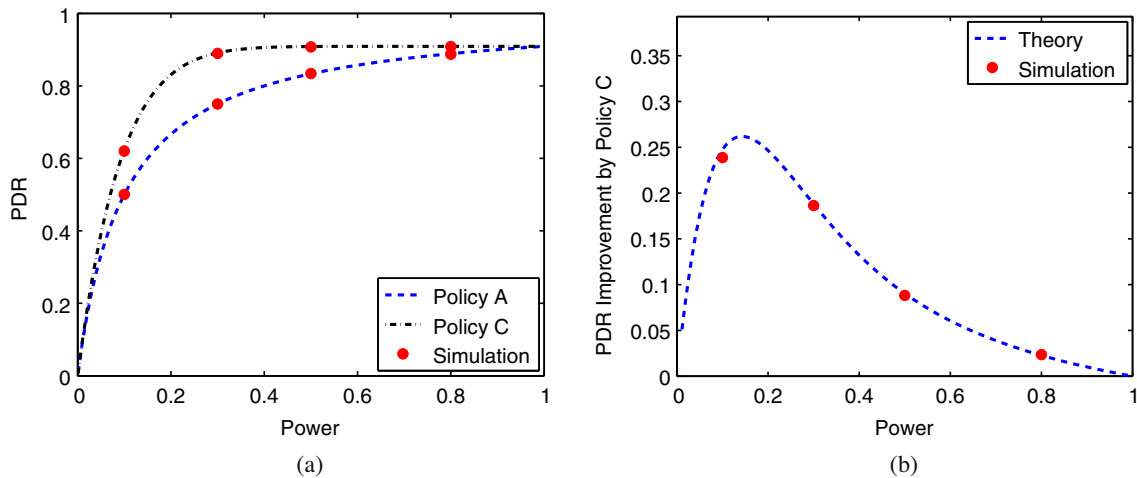 1
0.8
0.6
0.4
0.2
0
PDR
0 0.2 0.4 0.6 0.8 1
Power
Policy A
Policy C
Simulation
(a)
0.35
0.3
0.25
0.2
0.15
0.1
0.05
0
PDR Improvement by Policy C
0 0.2 0.4 0.6 0.8 1
Power
Theory
Simulation
(b)